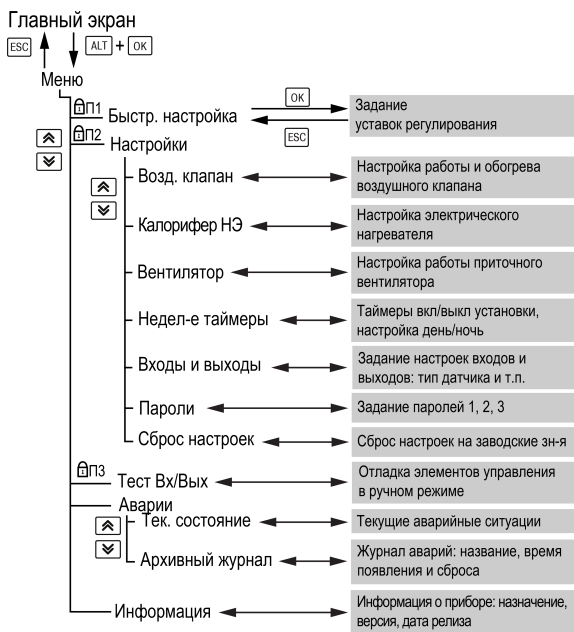 Главный экран
ESC
ALT + OK
Меню
П1
Быстр. настройка
OK
ESC
Задание
уставок регулирования
П2
Настройки
Возд. клапан
Настройка работы и обогрева
воздушного клапана
Калорифер НЭ
Настройка электрического
нагревателя
Вентилятор
Настройка работы приточного
вентилятора
Недел-е таймеры
Таймеры вкл/выкл установки,
настройка день/ночь
Входы и выходы
Задание настроек входов и
выходов: тип датчика и т.п.
Пароли
Задание паролей 1, 2, 3
Сброс настроек
Сброс настроек на заводские зн-я
П3
Тест Вх/Вых
Отладка элементов управления
в ручном режиме
Аварии
Тек. состояние
Текущие аварийные ситуации
Архивный журнал
Журнал аварий: название, время
появления и сброса
Информация
Информация о приборе: назначение,
версия, дата релиза